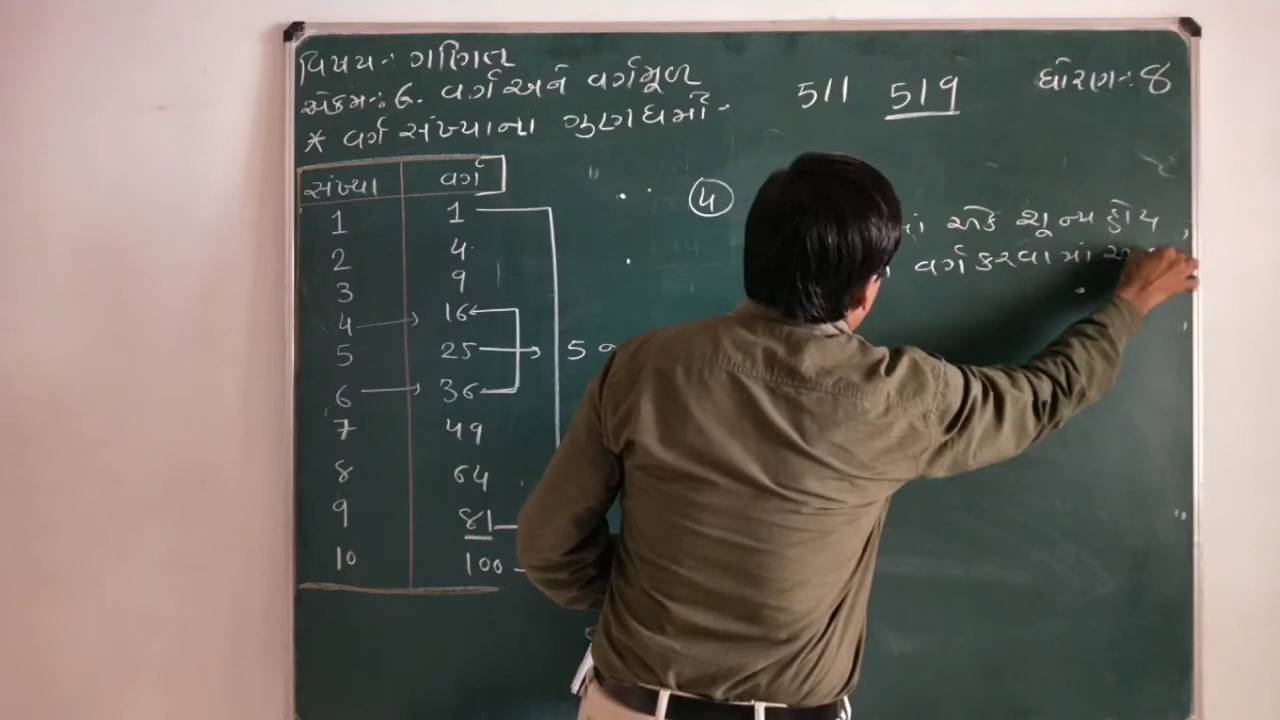 વિષય:- ગણિત
એકમ:- 6. વર્ગ અને વર્ગમૂળ
* વર્ગ સંખ્યાના ગુણધર્મો -
511 519
ધોરણ:- 8
સંખ્યા વર્ગ
1 1
2 4
3 9
4 16
5 25
6 36
7 49
8 64
9 81
10 100
5
4
માં એક શૂન્ય હોય,
વર્ગ કરવામાં